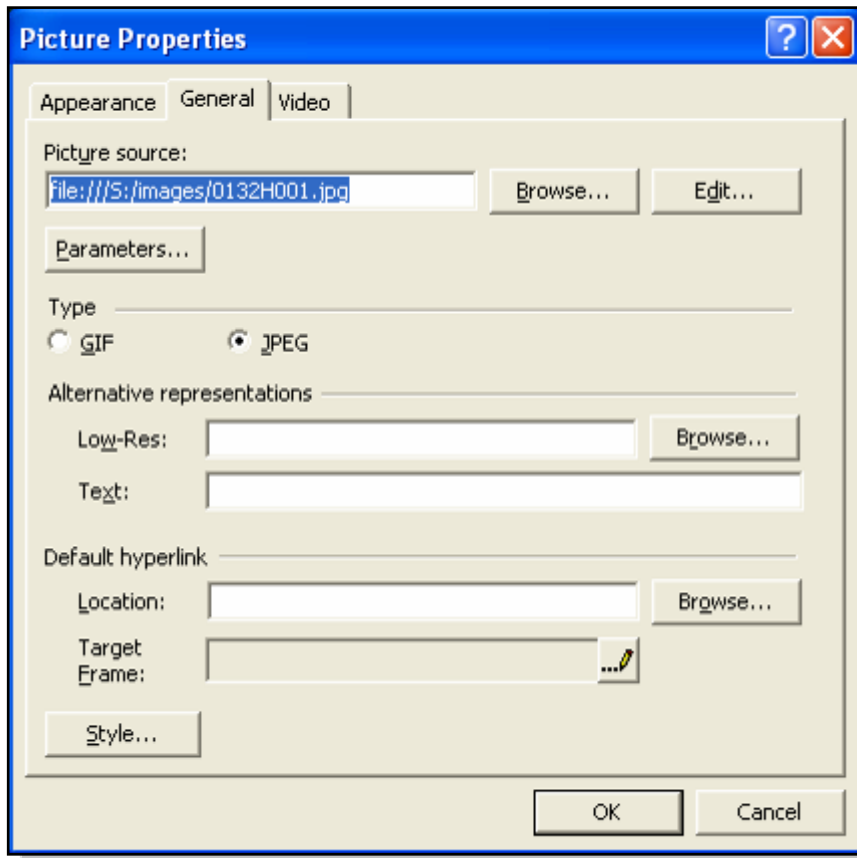 Picture Properties
Appearance General Video
Picture source:
file:///S:/images/0132H001.jpg Browse... Edit...
Parameters...
Type
GIF JPEG
Alternative representations
Low-Res: Browse...
Text:
Default hyperlink
Location: Browse...
Target
Frame: ...
Style...
OK Cancel